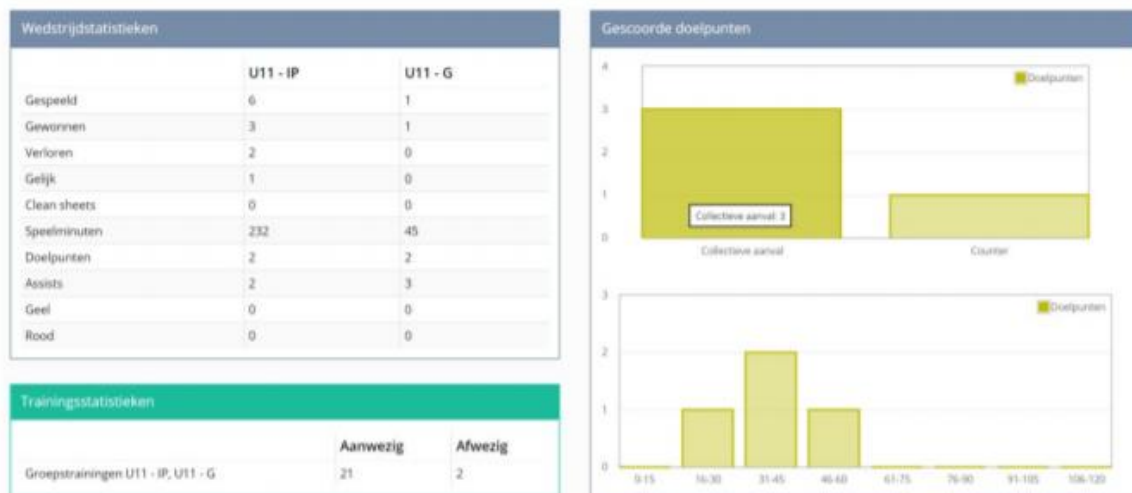 Wedstrijdstatistieken
U11 - IP U11 - G
Gespeeld 6 1
Gewonnen 3 1
Verloren 2 0
Gelijk 1 0
Clean sheets 0 0
Speelminuten 232 45
Doelpunten 2 2
Assists 2 3
Geel 0 0
Rood 0 0
Trainingsstatistieken
Aanwezig Afwezig
Groepstrainingen U11 - IP, U11 - G 21 2
Gescoorde doelpunten
4
Doelpunten
3
2
1
Collectieve aanval: 3
0
Collectieve aanval Counter
3
Doelpunten
2
1
0
0-15 16-30 31-45 46-60 61-75 76-90 91-105 106-120